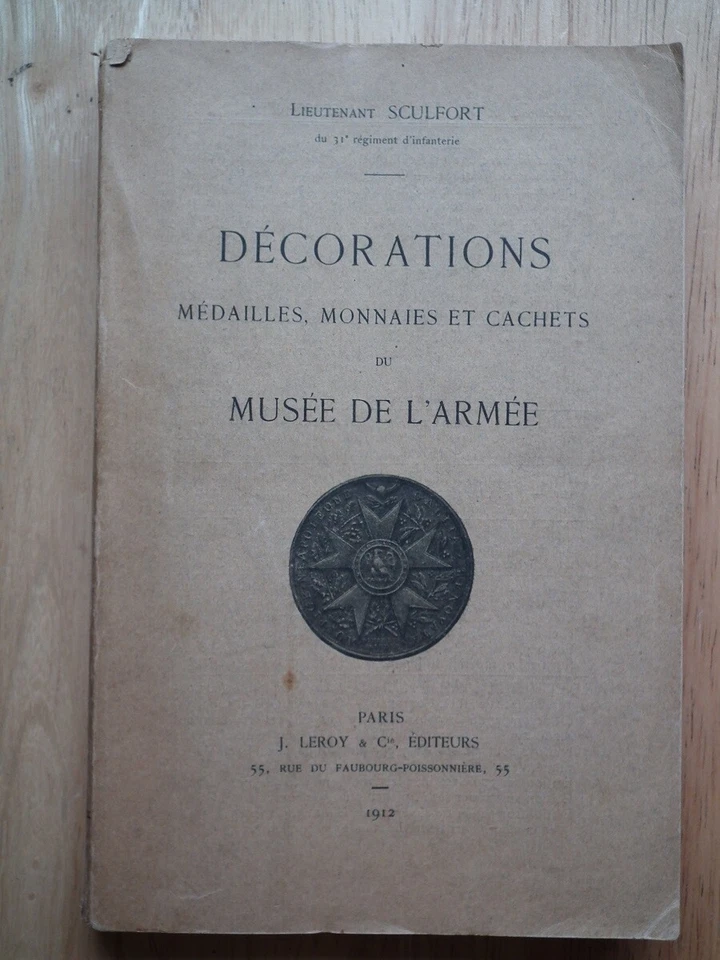 LIEUTENANT SCULFORT
du 31e régiment d'infanterie
DÉCORATIONS
MÉDAILLES, MONNAIES ET CACHETS
DU
MUSÉE DE L'ARMÉE
PARIS
J. LEROY & Cie, ÉDITEURS
55, RUE DU FAUBOURG-POISSONNIÈRE, 55
1912